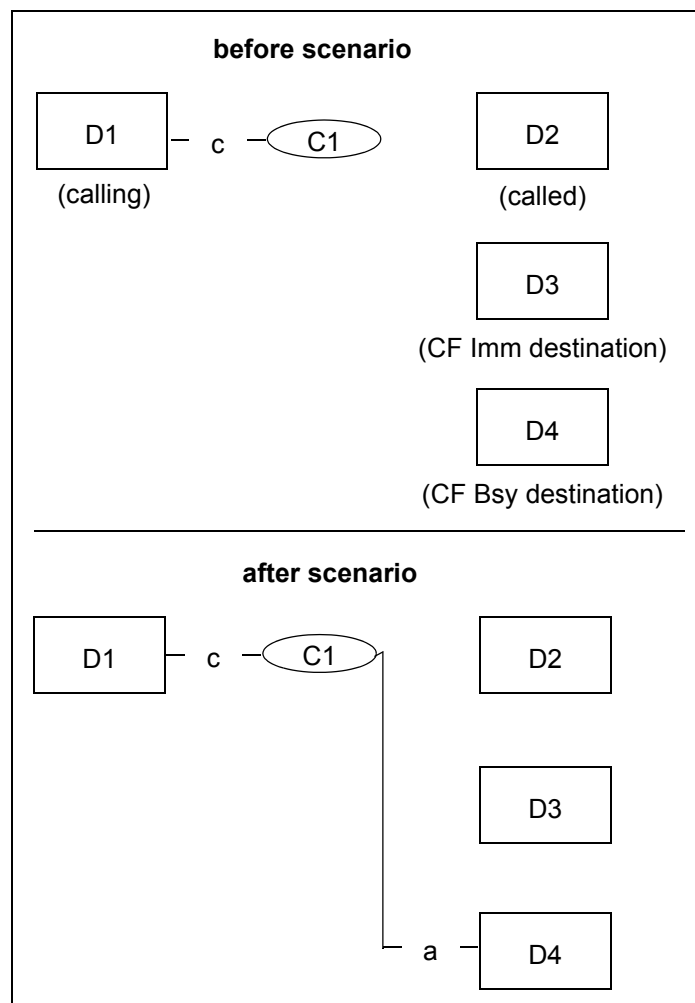 before scenario
D1 c C1 D2
(calling) (called)
D3
(CF Imm destination)
D4
(CF Bsy destination)
after scenario
D1 c C1 D2
D3
a D4